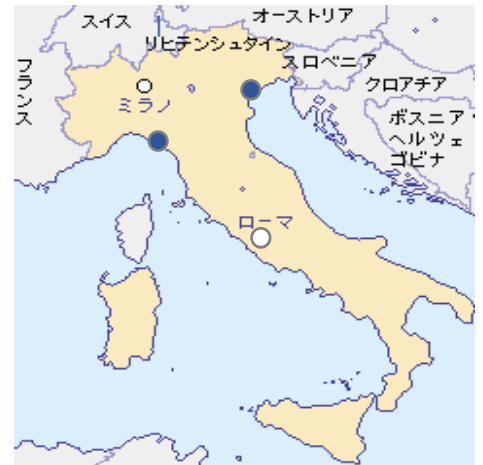 スイス
オーストリア
リヒテンシュタイン
スロベニア
フランス
クロアチア
ミラノ
ボスニア・
ヘルツェ
ゴビナ
ローマ